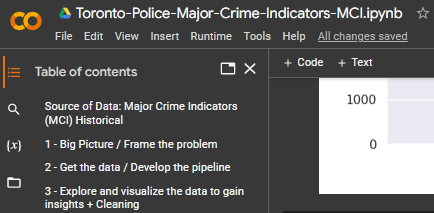 Toronto-Police-Major-Crime-Indicators-MCI.ipynb
File Edit View Insert Runtime Tools Help All changes saved
Table of contents
+ Code + Text
Source of Data: Major Crime Indicators
(MCI) Historical
1 - Big Picture / Frame the problem
{x}
2 - Get the data / Develop the pipeline
3 - Explore and visualize the data to gain
insights + Cleaning
1000
0